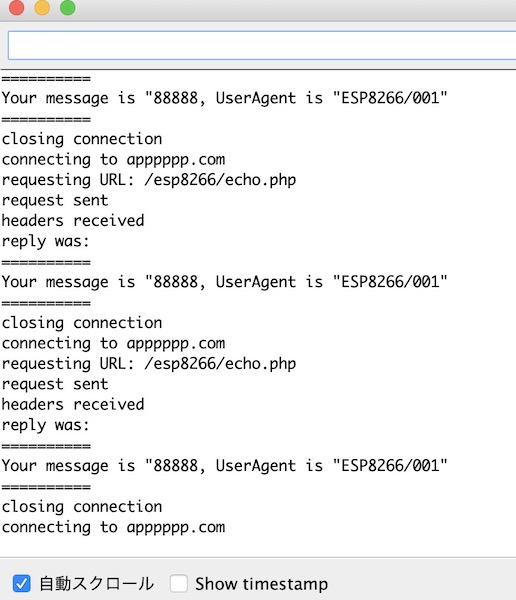 ==========
Your message is "88888, UserAgent is "ESP8266/001"
==========
closing connection
connecting to apppppp.com
requesting URL: /esp8266/echo.php
request sent
headers received
reply was:
==========
Your message is "88888, UserAgent is "ESP8266/001"
==========
closing connection
connecting to apppppp.com
requesting URL: /esp8266/echo.php
request sent
headers received
reply was:
==========
Your message is "88888, UserAgent is "ESP8266/001"
==========
closing connection
connecting to apppppp.com
自動スクロール Show timestamp